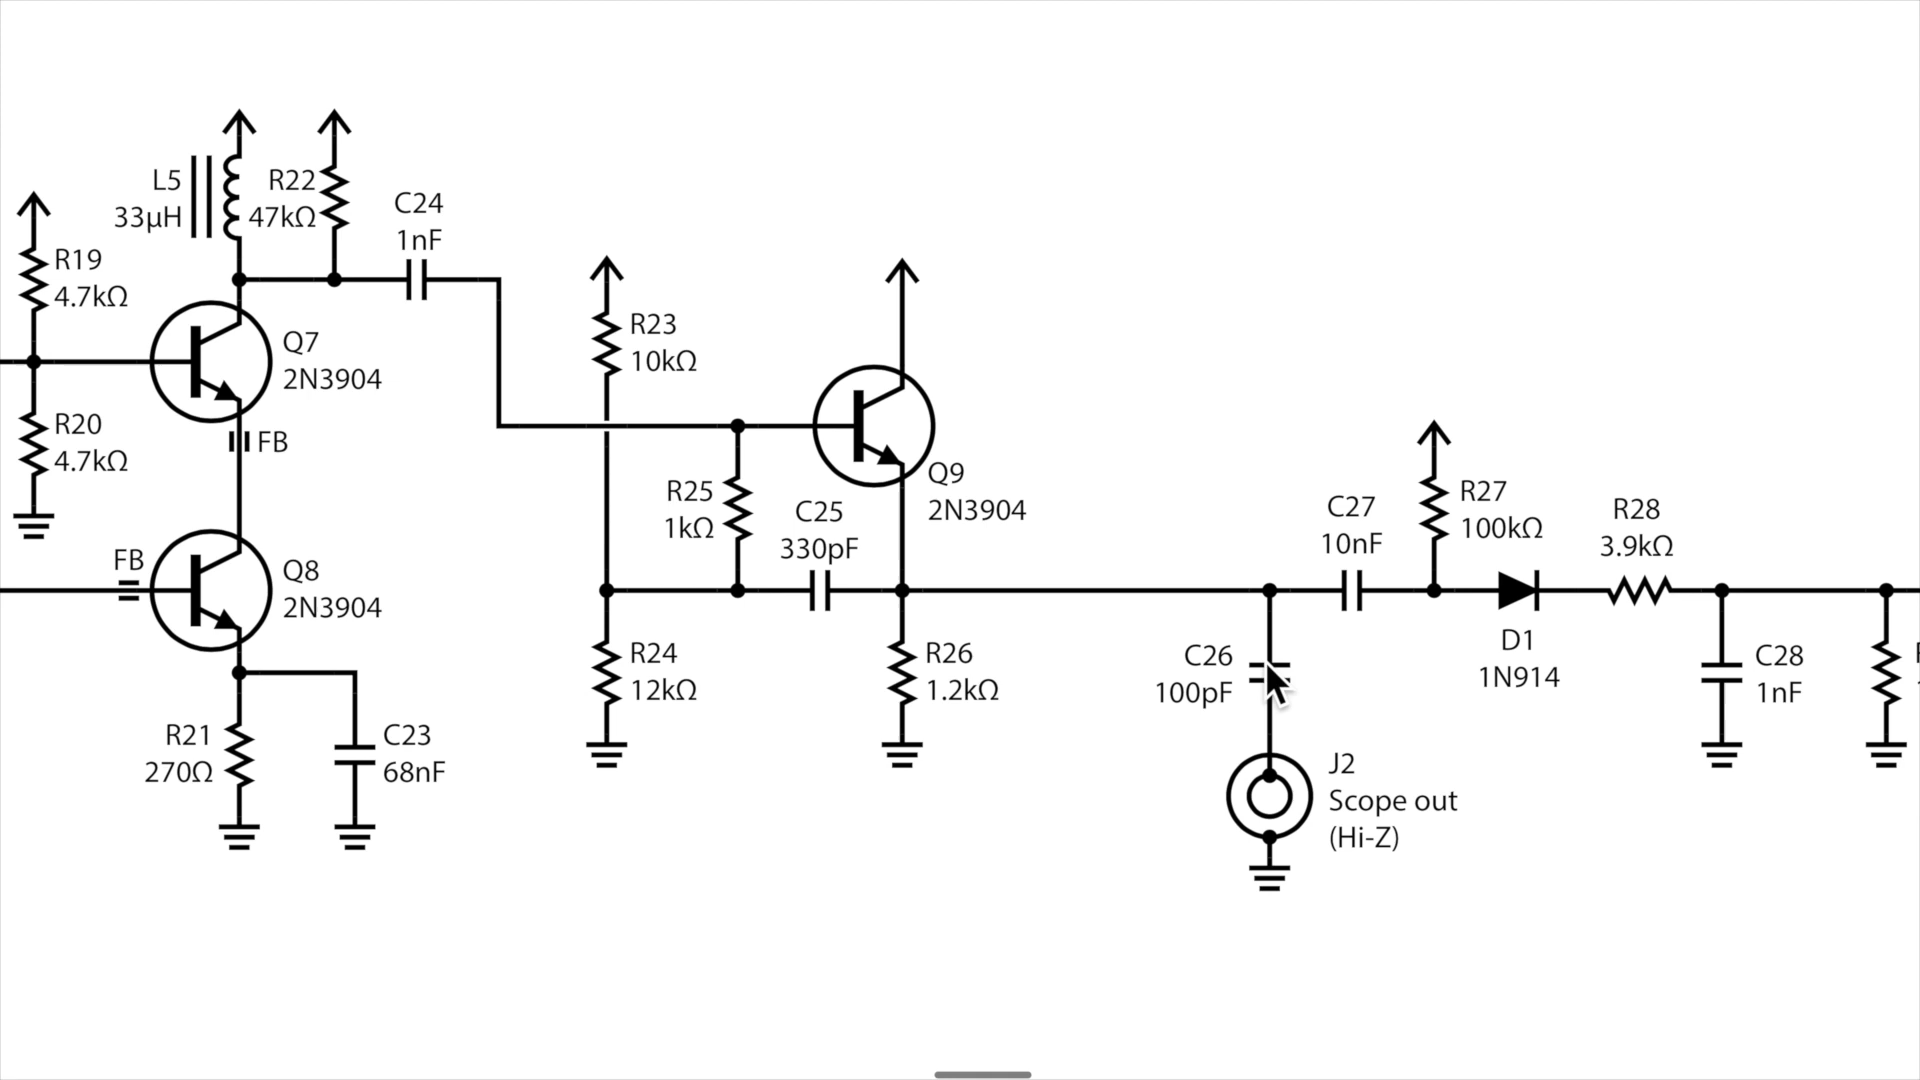 L5
33µH
R22
47kΩ
C24
1nF
R19
4.7kΩ
Q7
2N3904
R20
4.7kΩ
FB
FB
Q8
2N3904
R21
270Ω
C23
68nF
R23
10kΩ
R25
1kΩ
C25
330pF
Q9
2N3904
R24
12kΩ
R26
1.2kΩ
C26
100pF
C27
10nF
R27
100kΩ
R28
3.9kΩ
D1
1N914
C28
1nF
J2
Scope out
(Hi-Z)